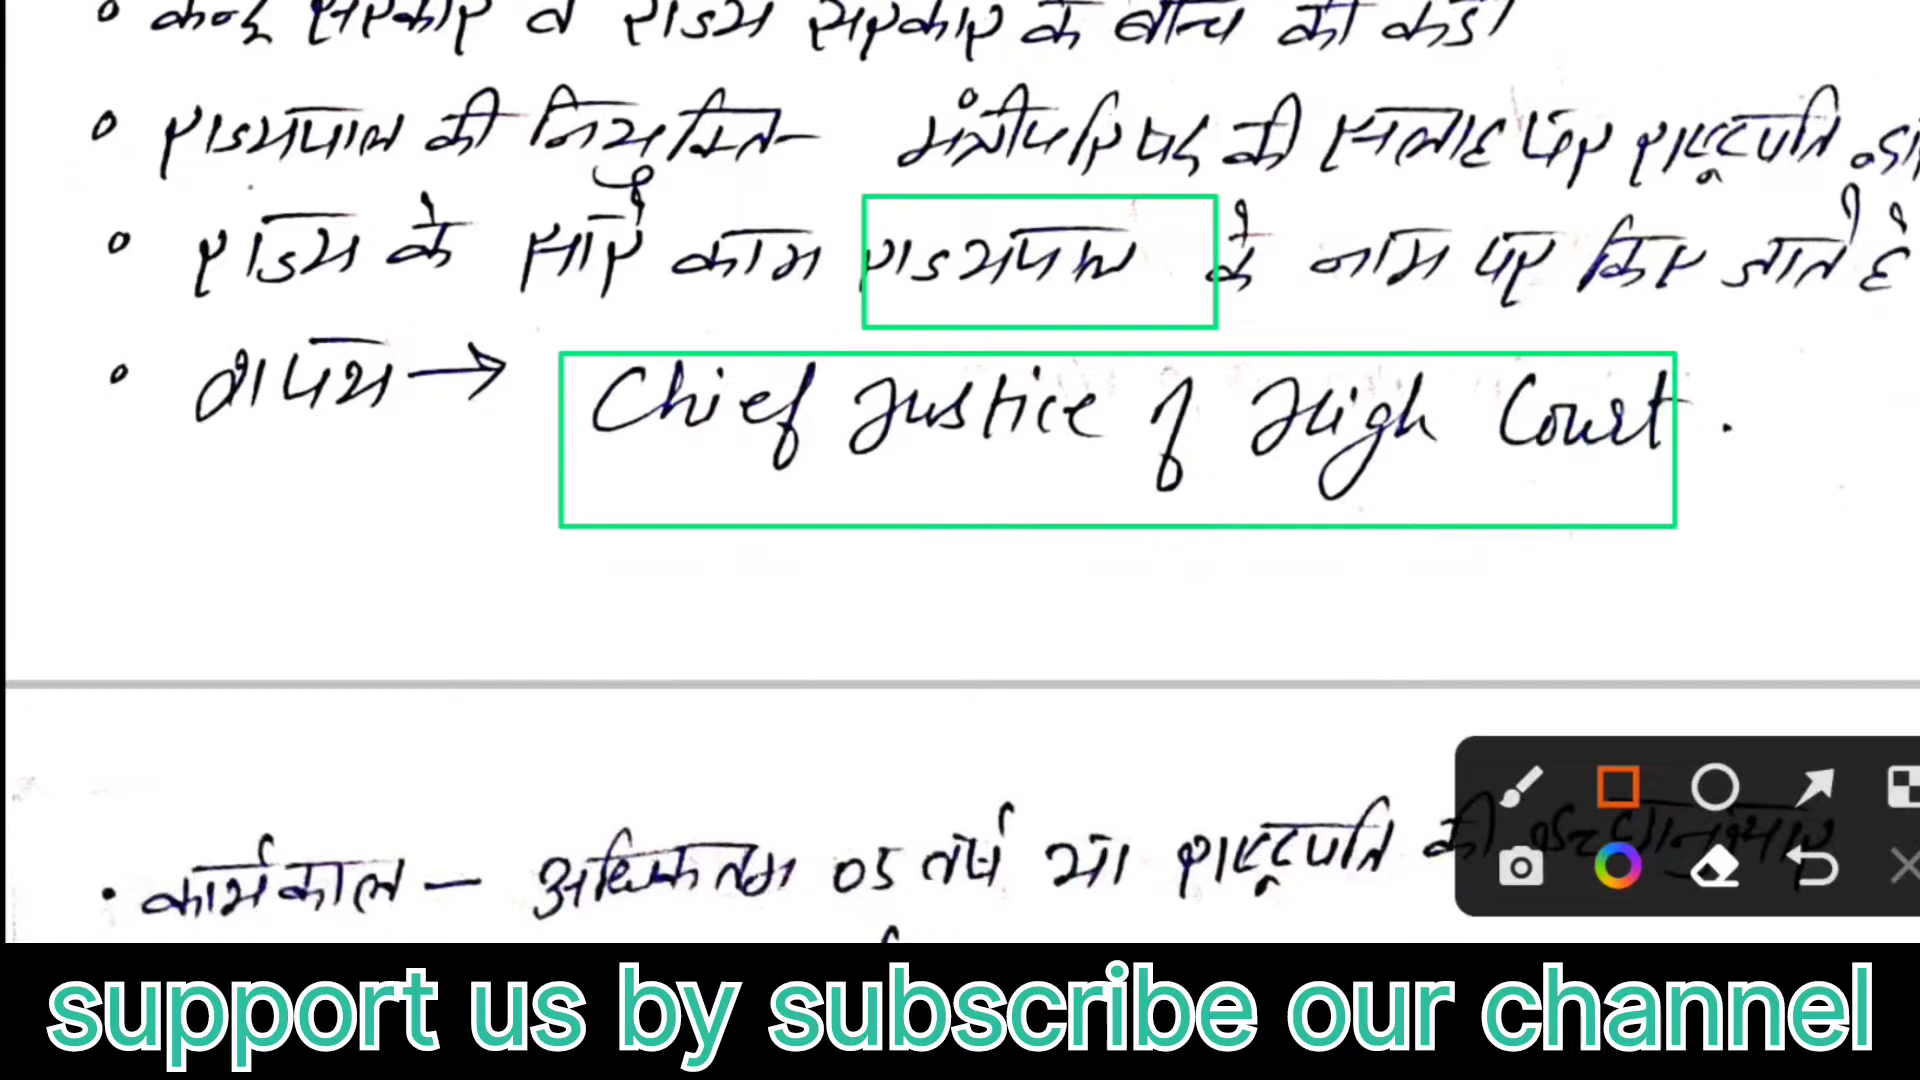 केन्द्र सरकार व राज्य सरकार के बीच की कड़ी
राज्यपाल की नियुक्ति - मंत्रीपरिषद की सलाह पर राष्ट्रपति
राज्य के सारे काम राज्यपाल के नाम पर किए जाते है
शपथ → Chief Justice of High Court .
कार्यकाल - अधिकतम 05 वर्ष या राष्ट्रपति की
support us by subscribe our channel